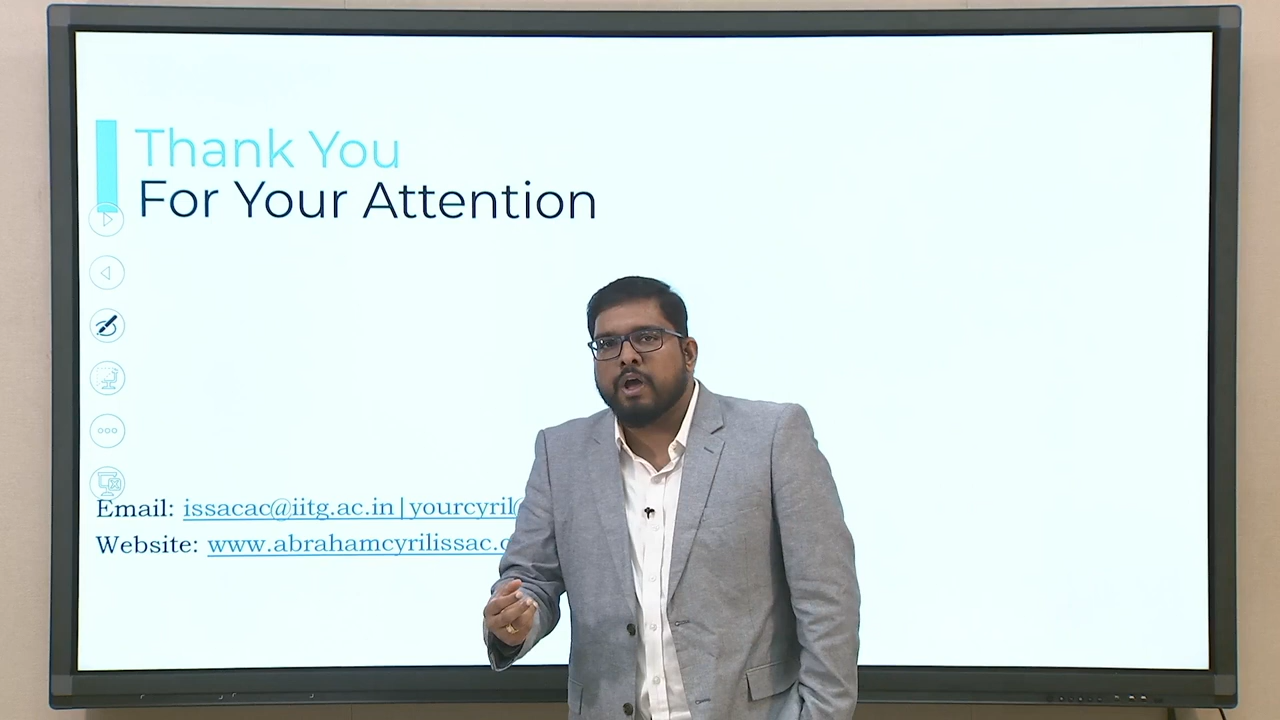 Thank You
For Your Attention
Email: issacac@iitg.ac.in|yourcyril@
Website: www.abrahamcyrilissac.c